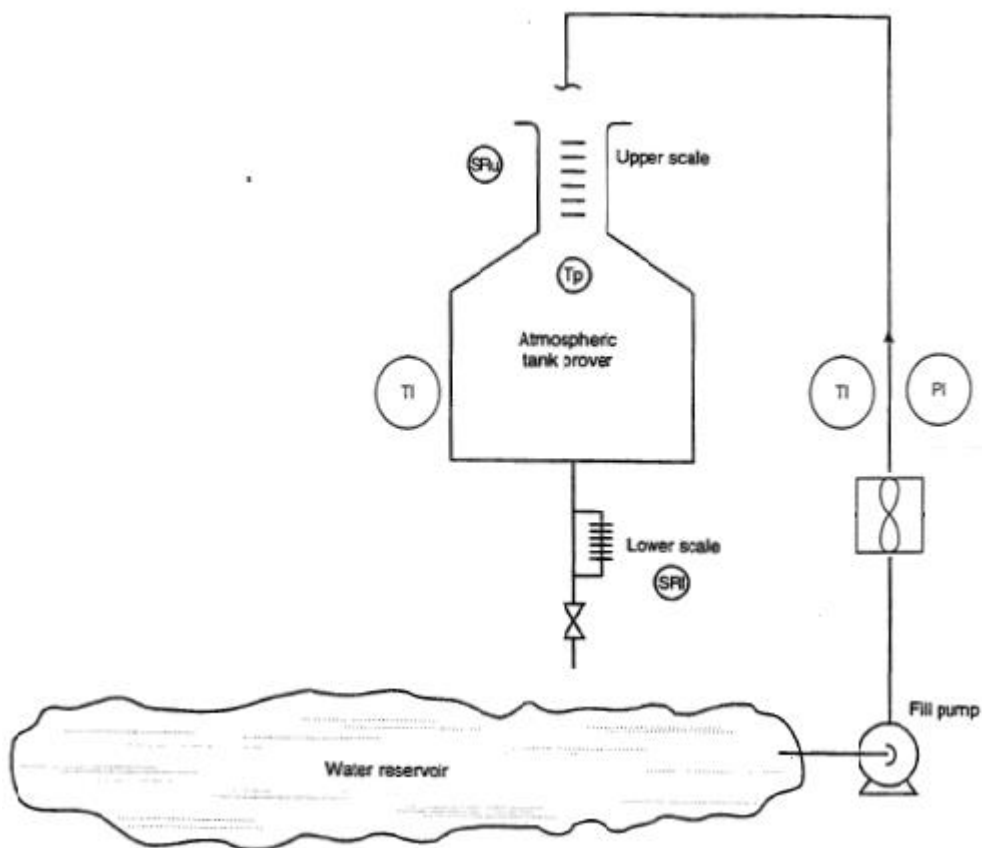 SRu
Upper scale
Tp
Atmospheric
tank prover
TI
TI
PI
Lower scale
SRl
Fill pump
Water reservoir